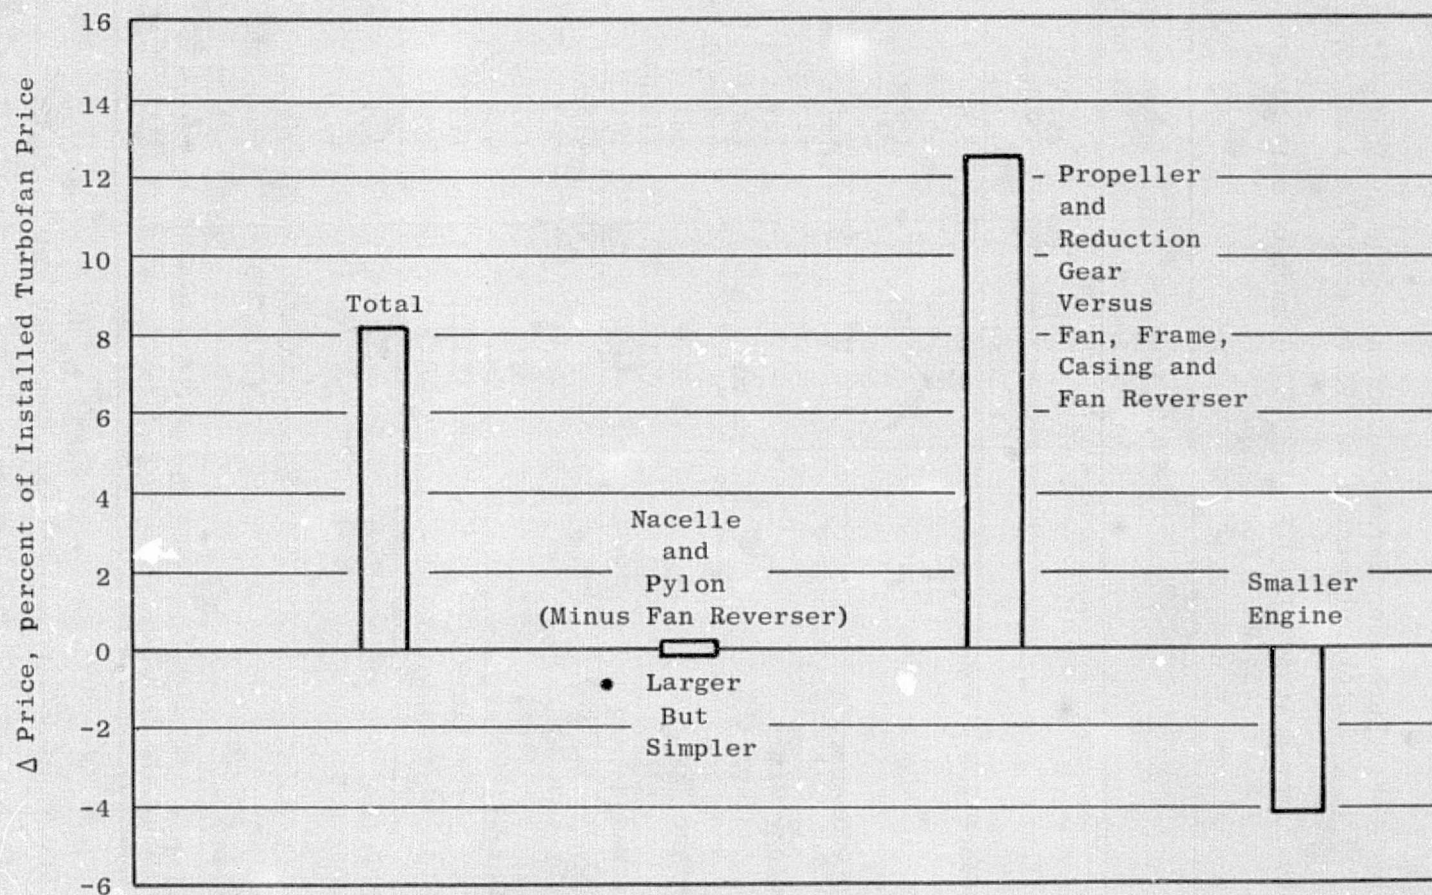 Δ Price, percent of Installed Turbofan Price
16
14
12
10
8
6
4
2
0
-2
-4
-6
Total
Nacelle
and
Pylon
(Minus Fan Reverser)
• Larger
But
Simpler
Propeller
and
Reduction
Gear
Versus
Fan, Frame,
Casing and
Fan Reverser
Smaller
Engine